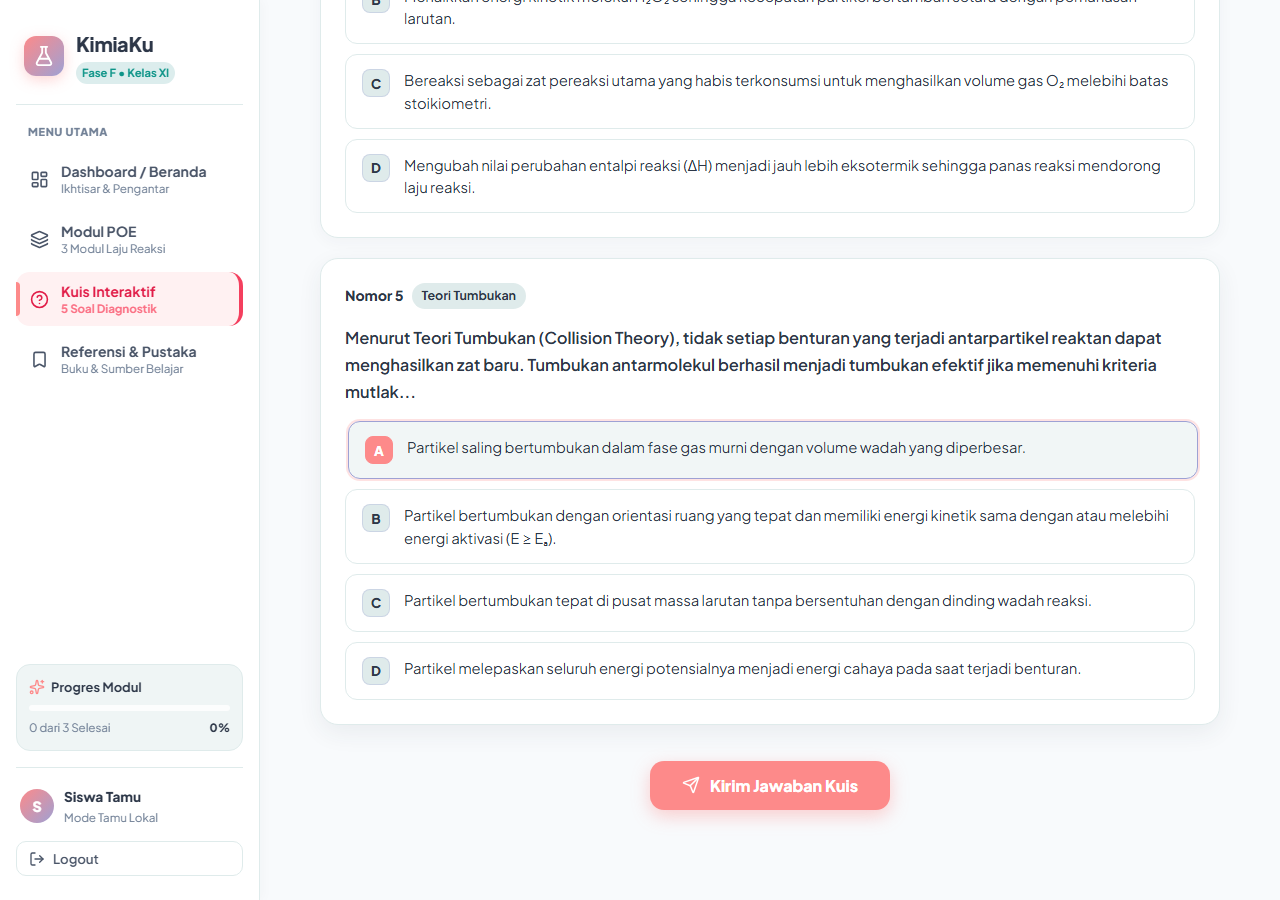 KimiaKu
Fase F • Kelas XI
MENU UTAMA
Dashboard / Beranda
Ikhtisar & Pengantar
Modul POE
3 Modul Laju Reaksi
Kuis Interaktif
5 Soal Diagnostik
Referensi & Pustaka
Buku & Sumber Belajar
Progres Modul
0 dari 3 Selesai
0%
S
Siswa Tamu
Mode Tamu Lokal
Logout
larutan.
C
Bereaksi sebagai zat pereaksi utama yang habis terkonsumsi untuk menghasilkan volume gas O₂ melebihi batas
stoikiometri.
D
Mengubah nilai perubahan entalpi reaksi (ΔH) menjadi jauh lebih eksotermik sehingga panas reaksi mendorong
laju reaksi.
Nomor 5
Teori Tumbukan
Menurut Teori Tumbukan (Collision Theory), tidak setiap benturan yang terjadi antarpartikel reaktan dapat
menghasilkan zat baru. Tumbukan antarmolekul berhasil menjadi tumbukan efektif jika memenuhi kriteria
mutlak...
A
Partikel saling bertumbukan dalam fase gas murni dengan volume wadah yang diperbesar.
B
Partikel bertumbukan dengan orientasi ruang yang tepat dan memiliki energi kinetik sama dengan atau melebihi
energi aktivasi (E ≥ Eₐ).
C
Partikel bertumbukan tepat di pusat massa larutan tanpa bersentuhan dengan dinding wadah reaksi.
D
Partikel melepaskan seluruh energi potensialnya menjadi energi cahaya pada saat terjadi benturan.
Kirim Jawaban Kuis